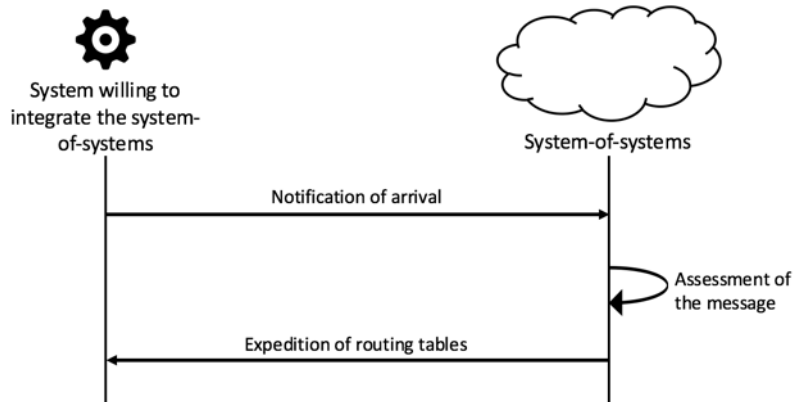 System willing to
integrate the system-
of-systems
System-of-systems
Notification of arrival
Assessment of
the message
Expedition of routing tables